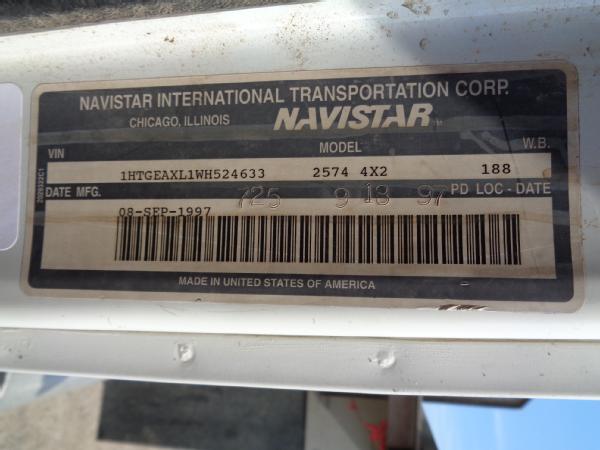 NAVISTAR INTERNATIONAL TRANSPORTATION CORP.
CHICAGO, ILLINOIS NAVISTAR
VIN MODEL W.B.
1HTGEAXL1WH524633 2574 4X2 188
DATE MFG. 725 9 18 97 PD LOC - DATE
08-SEP-1997
MADE IN UNITED STATES OF AMERICA